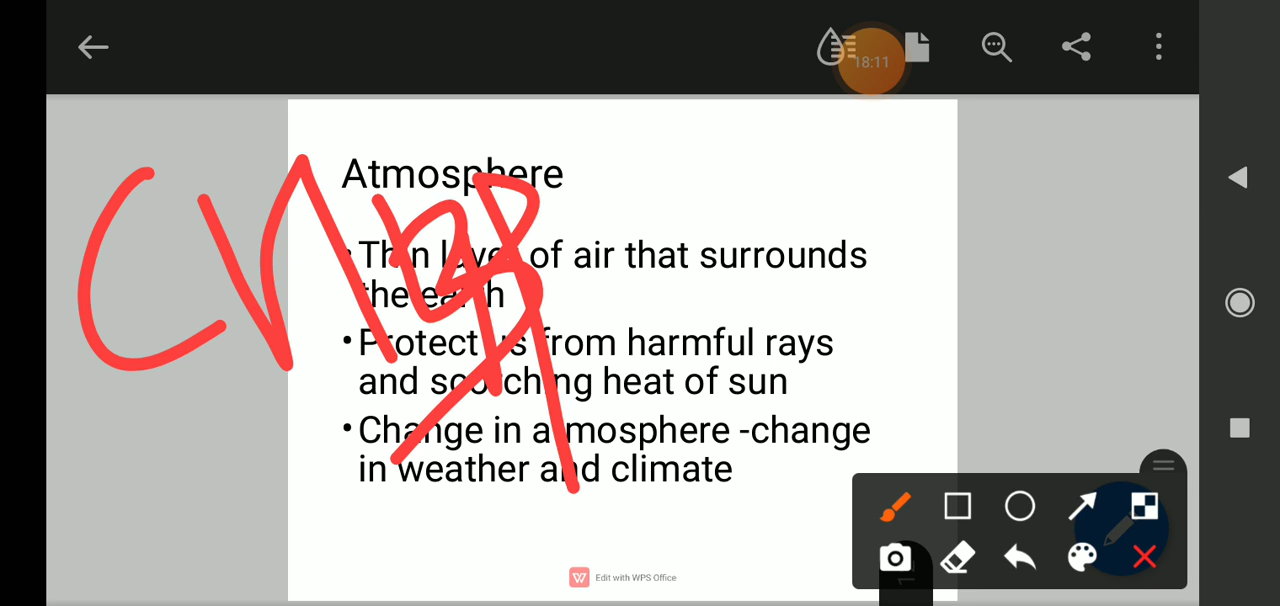 18:11
Atmosphere
• Thin layer of air that surrounds
the earth
• Protect us from harmful rays
and scorching heat of sun
• Change in atmosphere -change
in weather and climate
W Edit with WPS Office